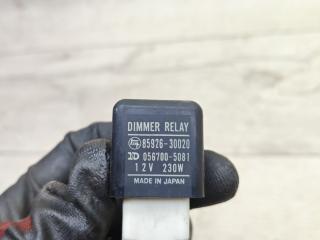 DIMMER RELAY
85926-30020
056700-5081
12V 230W
MADE IN JAPAN